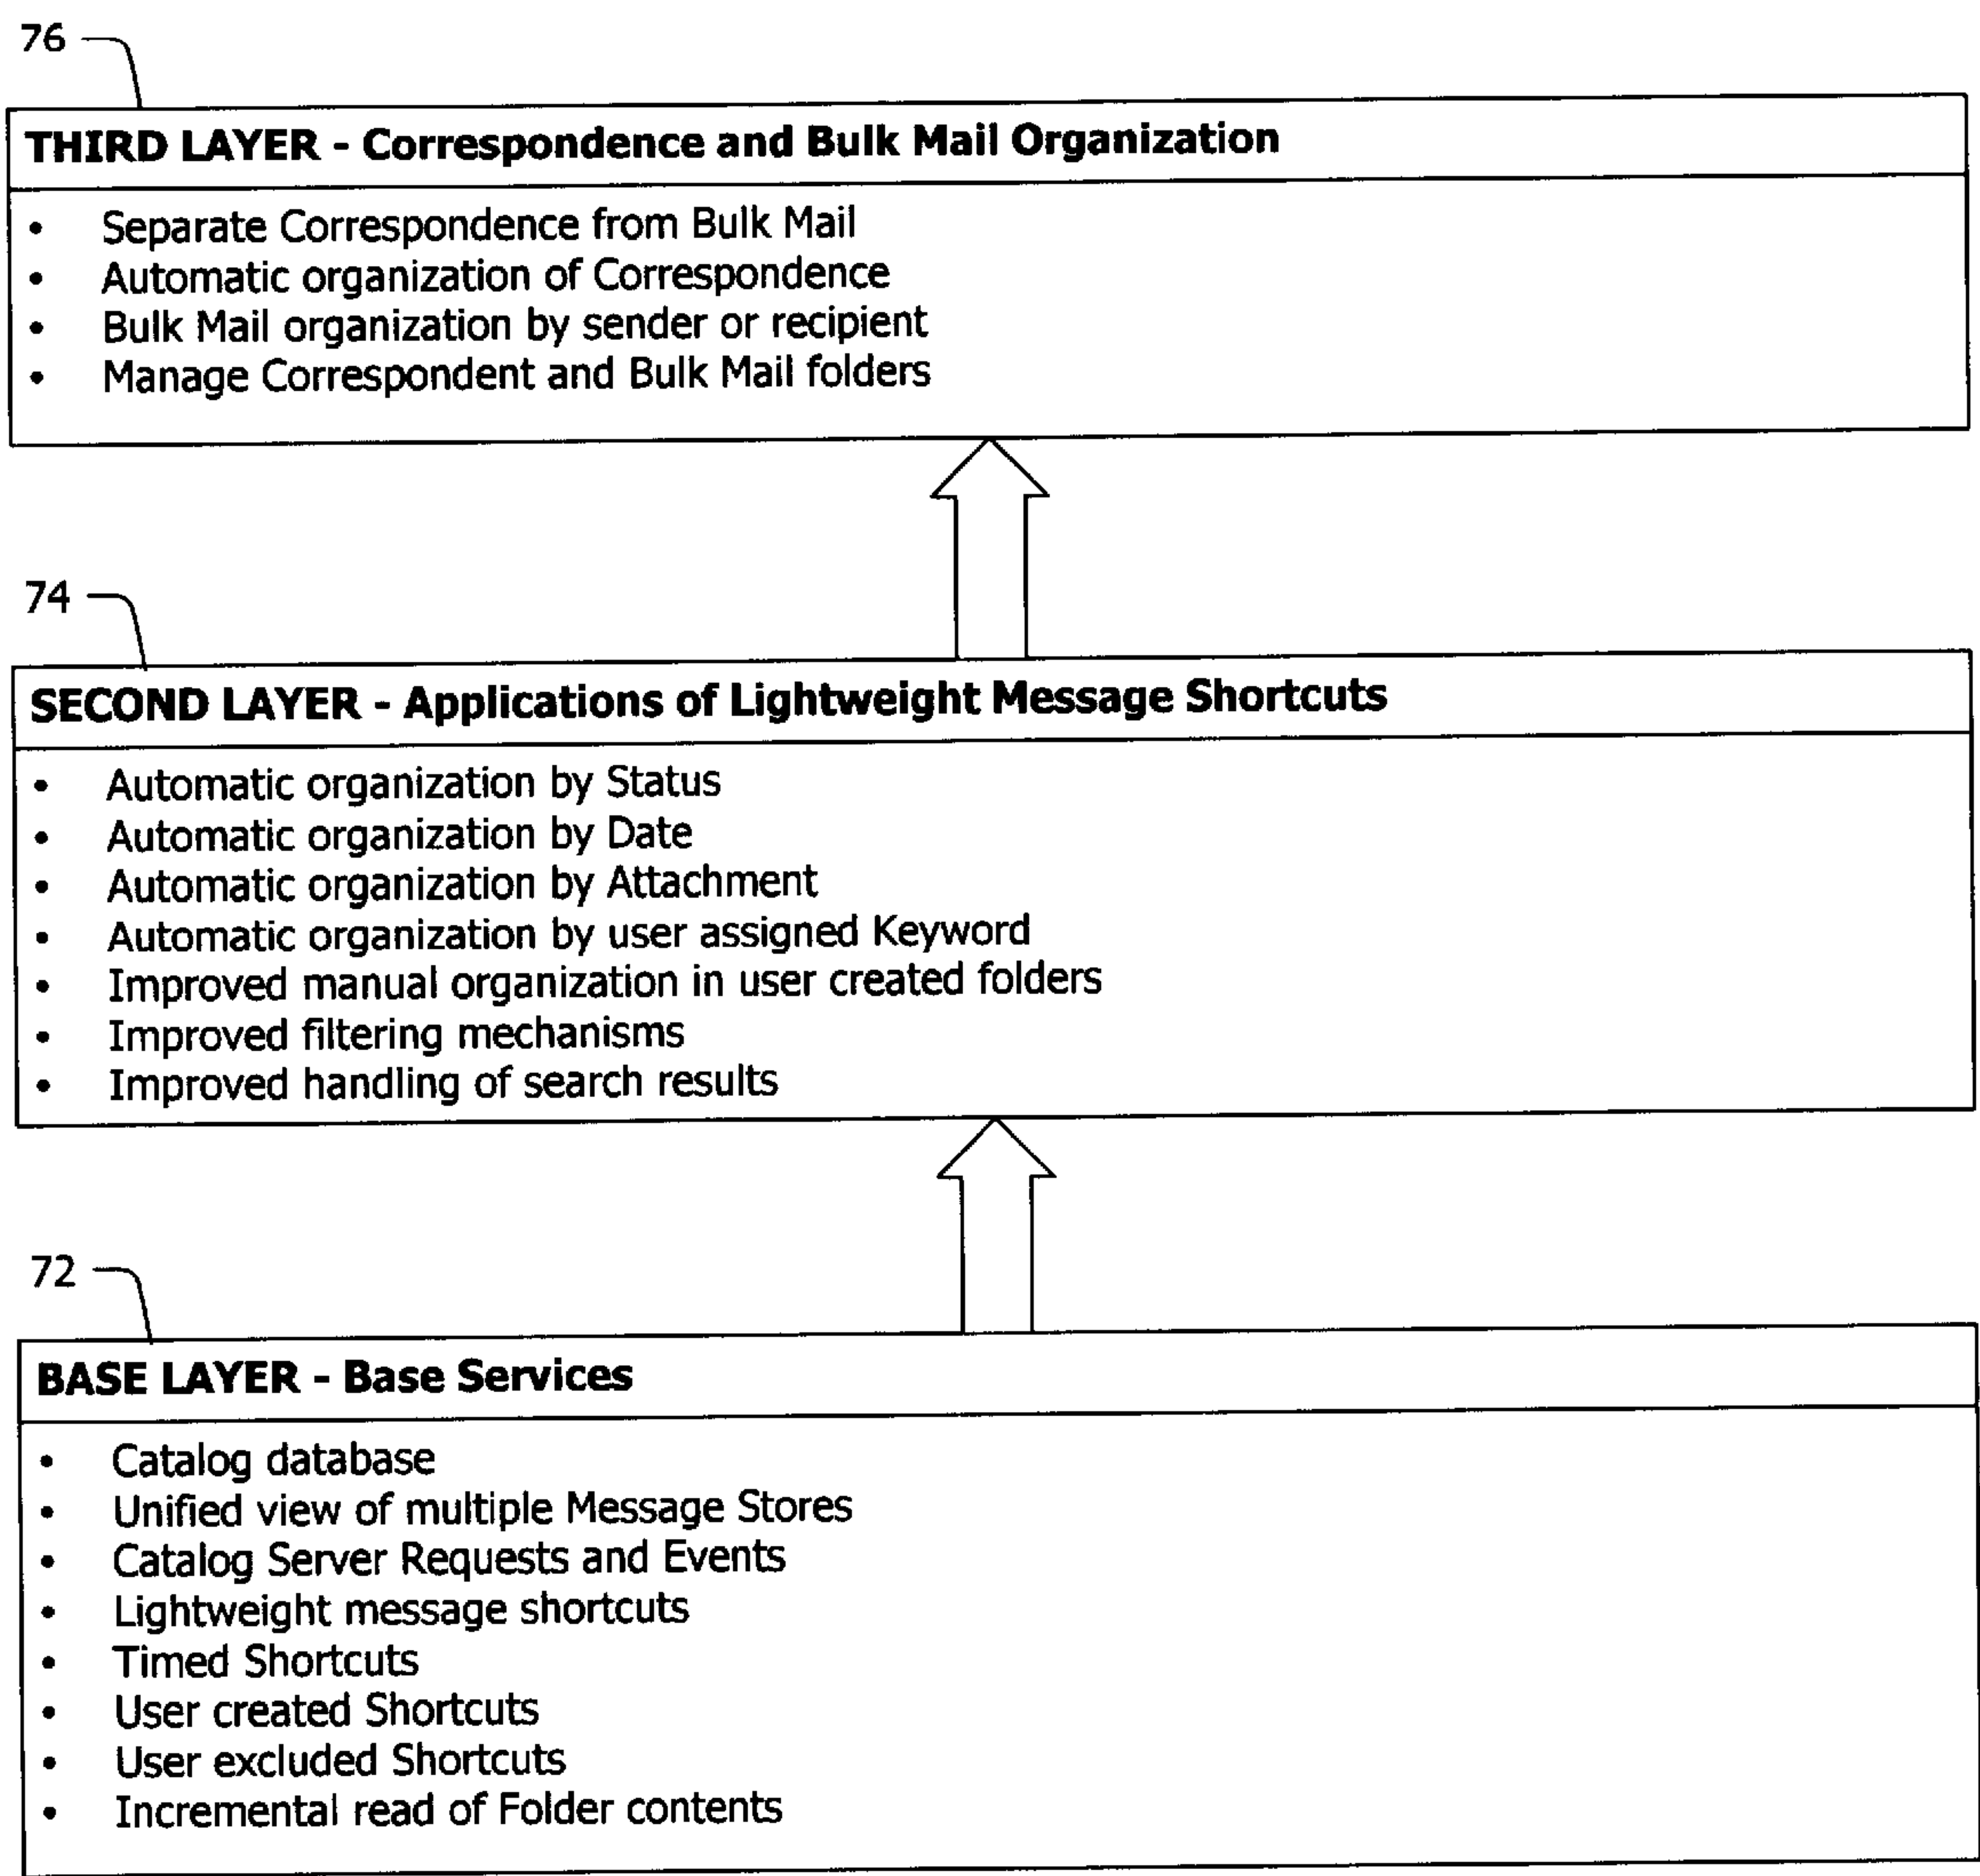 76
THIRD LAYER - Correspondence and Bulk Mail Organization
• Separate Correspondence from Bulk Mail
• Automatic organization of Correspondence
• Bulk Mail organization by sender or recipient
• Manage Correspondent and Bulk Mail folders
74
SECOND LAYER - Applications of Lightweight Message Shortcuts
• Automatic organization by Status
• Automatic organization by Date
• Automatic organization by Attachment
• Automatic organization by user assigned Keyword
• Improved manual organization in user created folders
• Improved filtering mechanisms
• Improved handling of search results
72
BASE LAYER - Base Services
• Catalog database
• Unified view of multiple Message Stores
• Catalog Server Requests and Events
• Lightweight message shortcuts
• Timed Shortcuts
• User created Shortcuts
• User excluded Shortcuts
• Incremental read of Folder contents